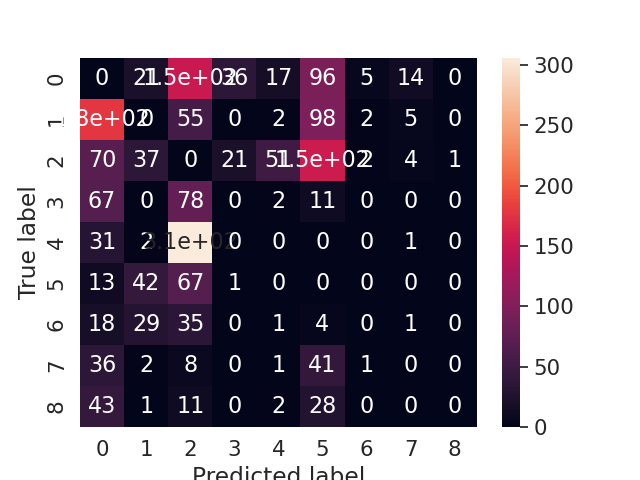 0 0 21 1.5e+02 36 17 96 5 14 0 300
1 8e+02 0 55 0 2 98 2 5 0 250
2 70 37 0 21 51 1.5e+02 2 4 1 200
3 67 0 78 0 2 11 0 0 0 150
4 31 2 3.1e+02 0 0 0 0 1 0
5 13 42 67 1 0 0 0 0 0 100
6 18 29 35 0 1 4 0 1 0 50
7 36 2 8 0 1 41 1 0 0
8 43 1 11 0 2 28 0 0 0 0
True label
0 1 2 3 4 5 6 7 8
Predicted label